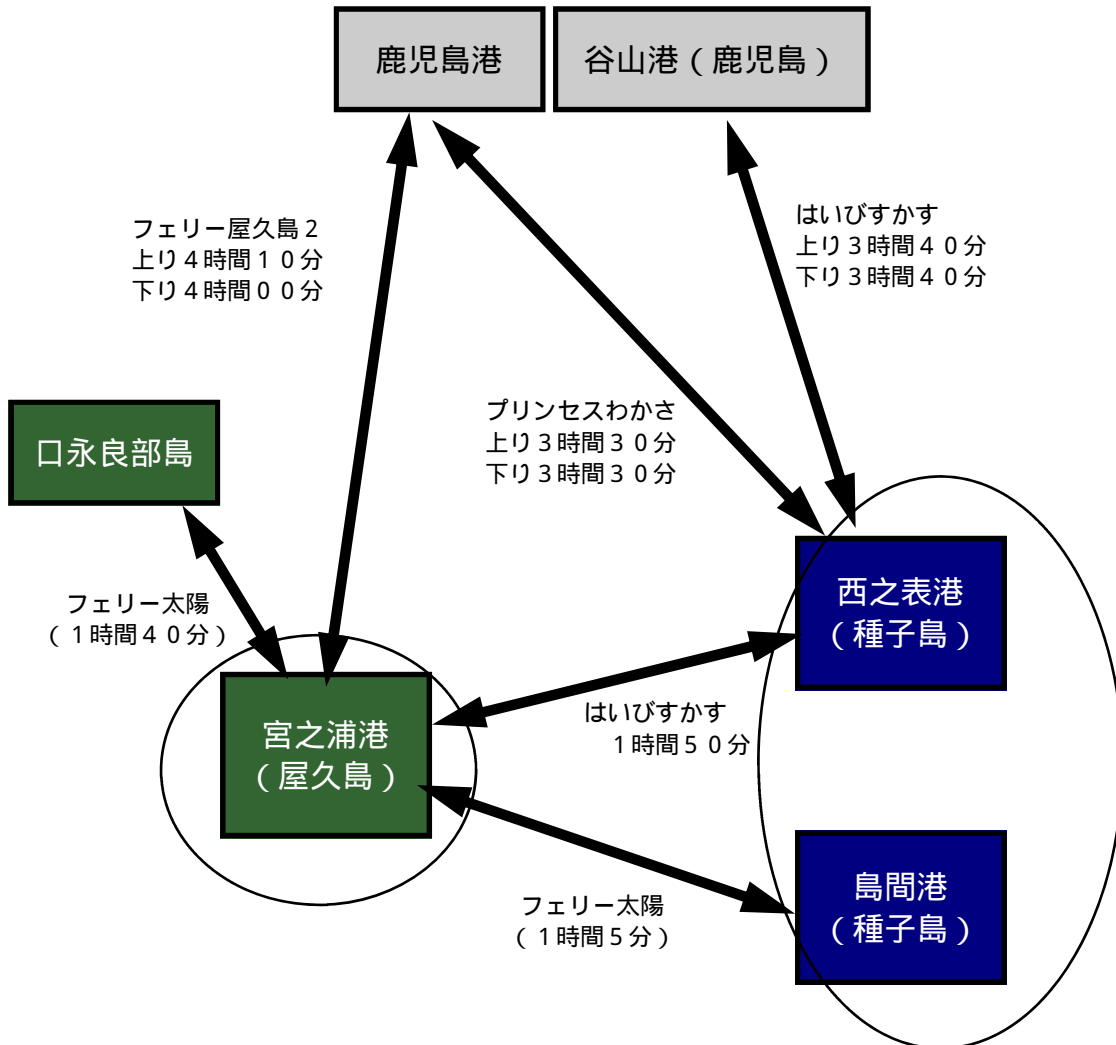 鹿児島港
谷山港（鹿児島）
フェリー屋久島２
上り４時間１０分
下り４時間００分
はいびすかす
上り３時間４０分
下り３時間４０分
プリンセスわかさ
上り３時間３０分
下り３時間３０分
口永良部島
フェリー太陽
（１時間４０分）
西之表港
（種子島）
宮之浦港
（屋久島）
はいびすかす
１時間５０分
島間港
（種子島）
フェリー太陽
（１時間５分）